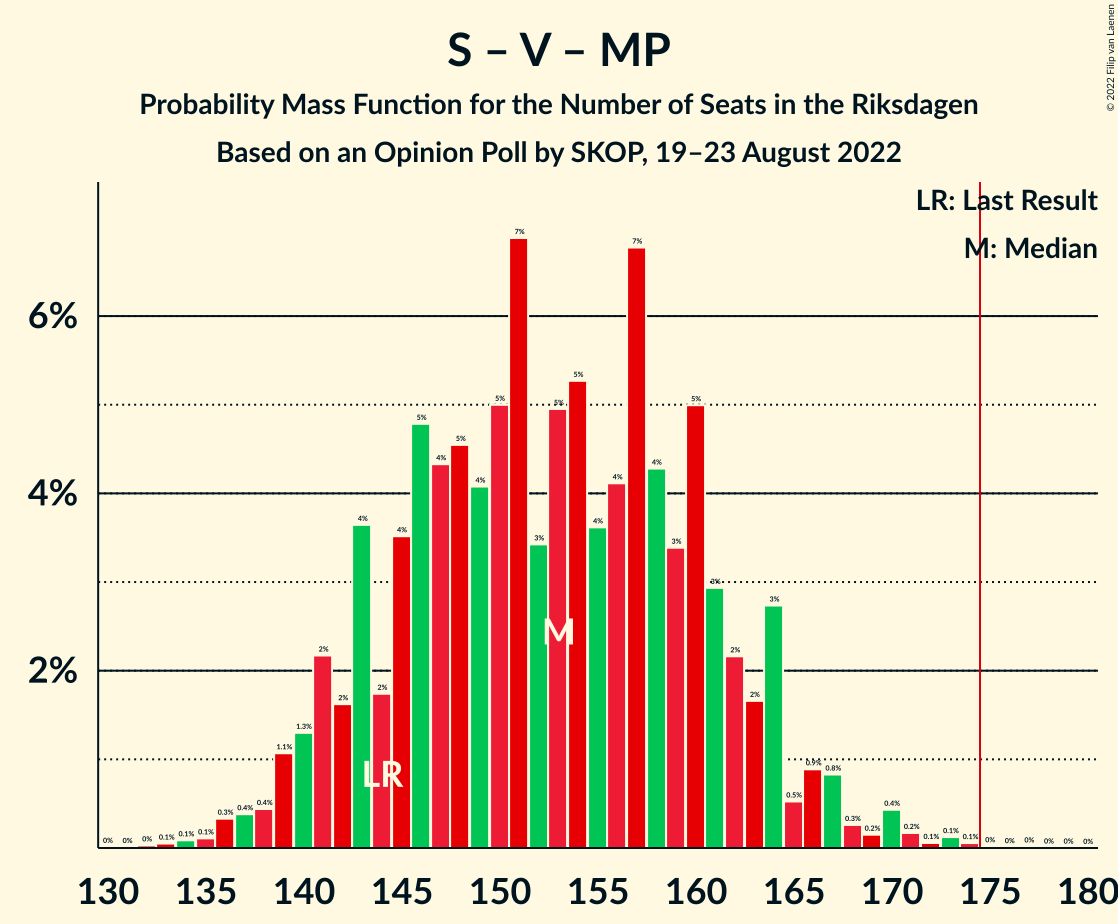 S – V – MP
Probability Mass Function for the Number of Seats in the Riksdagen
Based on an Opinion Poll by SKOP, 19–23 August 2022
© 2022 Filip van Laenen
LR: Last Result
M: Median
6%
4%
2%
0% 0% 0% 0.1% 0.1% 0.1% 0.3% 0.4% 0.4% 1.1% 1.3% 2% 2% 4% 2% 4% 5% 4% 5% 4% 5% 7% 3% 5% 5% 4% 4% 7% 4% 3% 5% 3% 2% 2% 3% 0.5% 0.9% 0.8% 0.3% 0.2% 0.4% 0.2% 0.1% 0.1% 0.1% 0% 0% 0% 0% 0% 0%
M
LR
130 135 140 145 150 155 160 165 170 175 180